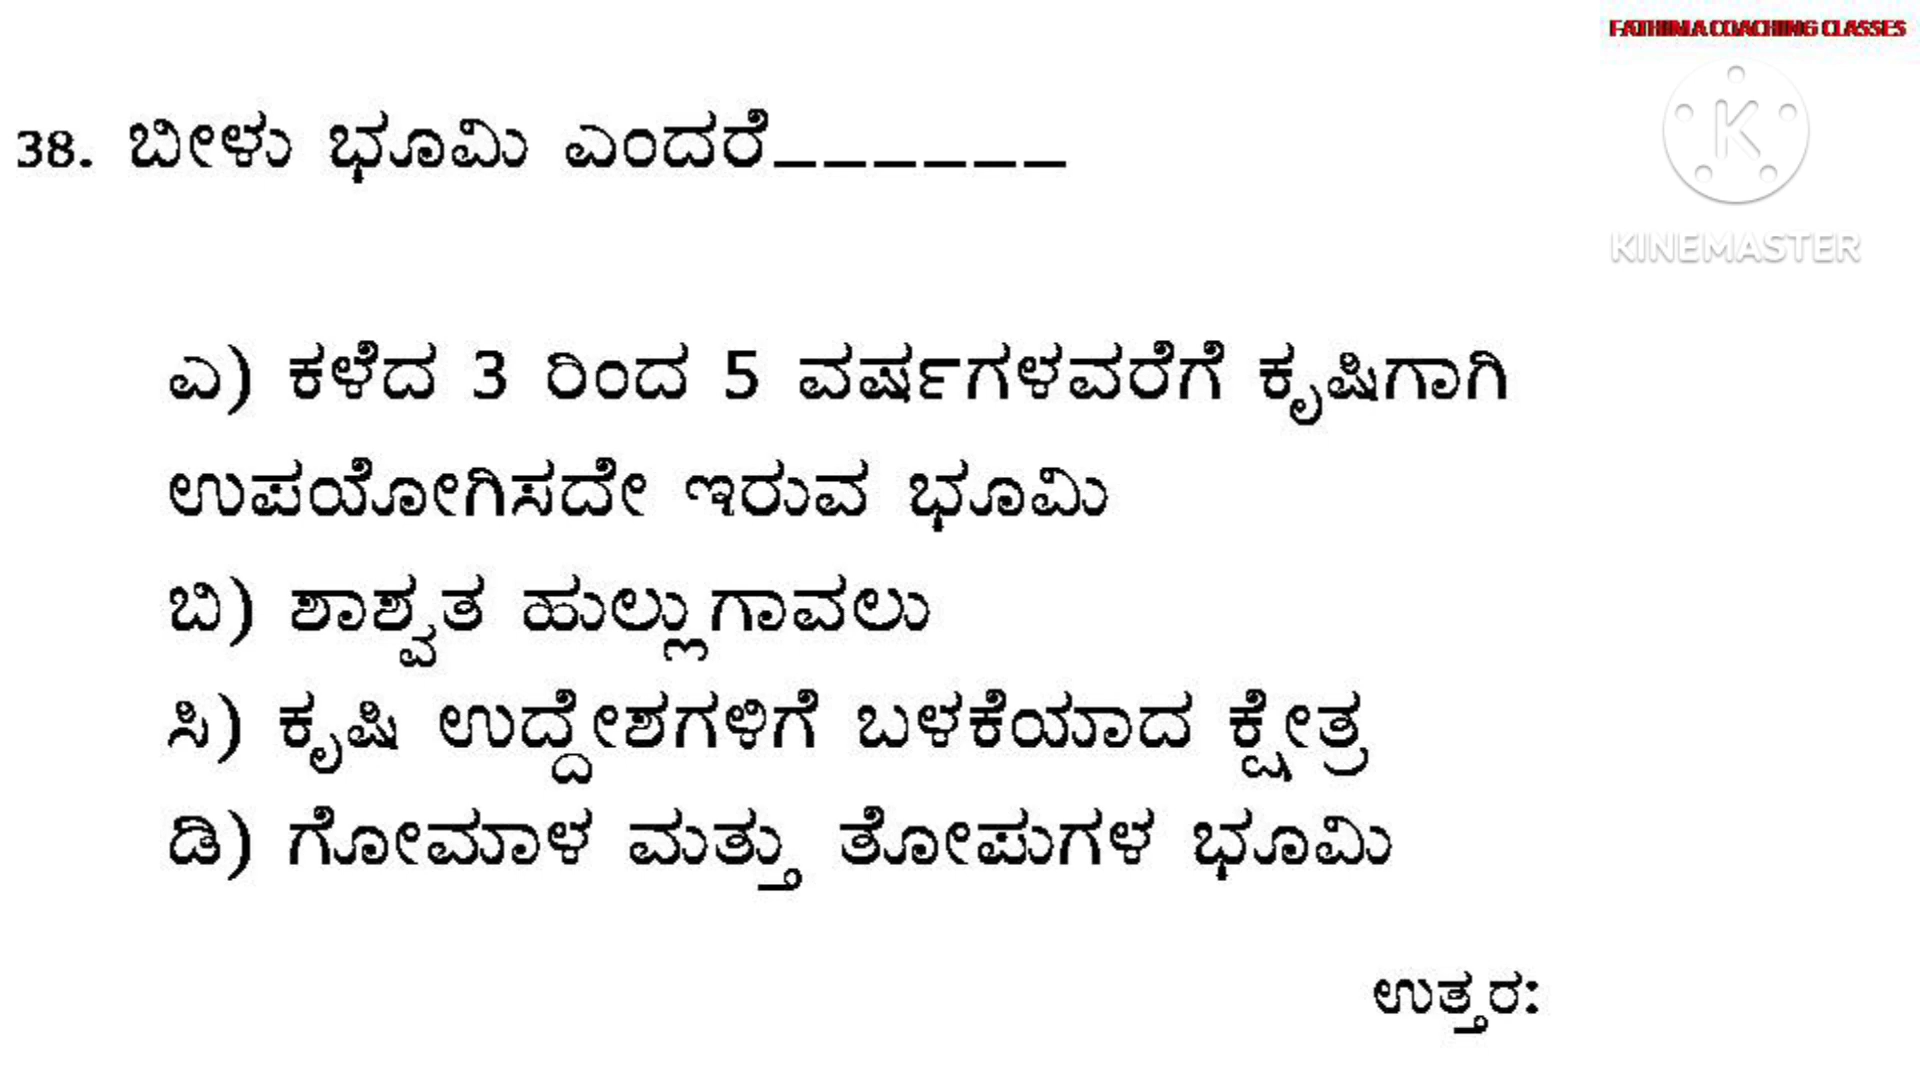 FATHIMA COACHING CLASSES
38. ಬೀಳು ಭೂಮಿ ಎಂದರೆ______
KINEMASTER
ಎ) ಕಳೆದ 3 ರಿಂದ 5 ವರ್ಷಗಳವರೆಗೆ ಕೃಷಿಗಾಗಿ
ಉಪಯೋಗಿಸದೇ ಇರುವ ಭೂಮಿ
ಬಿ) ಶಾಶ್ವತ ಹುಲ್ಲುಗಾವಲು
ಸಿ) ಕೃಷಿ ಉದ್ದೇಶಗಳಿಗೆ ಬಳಕೆಯಾದ ಕ್ಷೇತ್ರ
ಡಿ) ಗೋಮಾಳ ಮತ್ತು ತೋಪುಗಳ ಭೂಮಿ
ಉತ್ತರ: